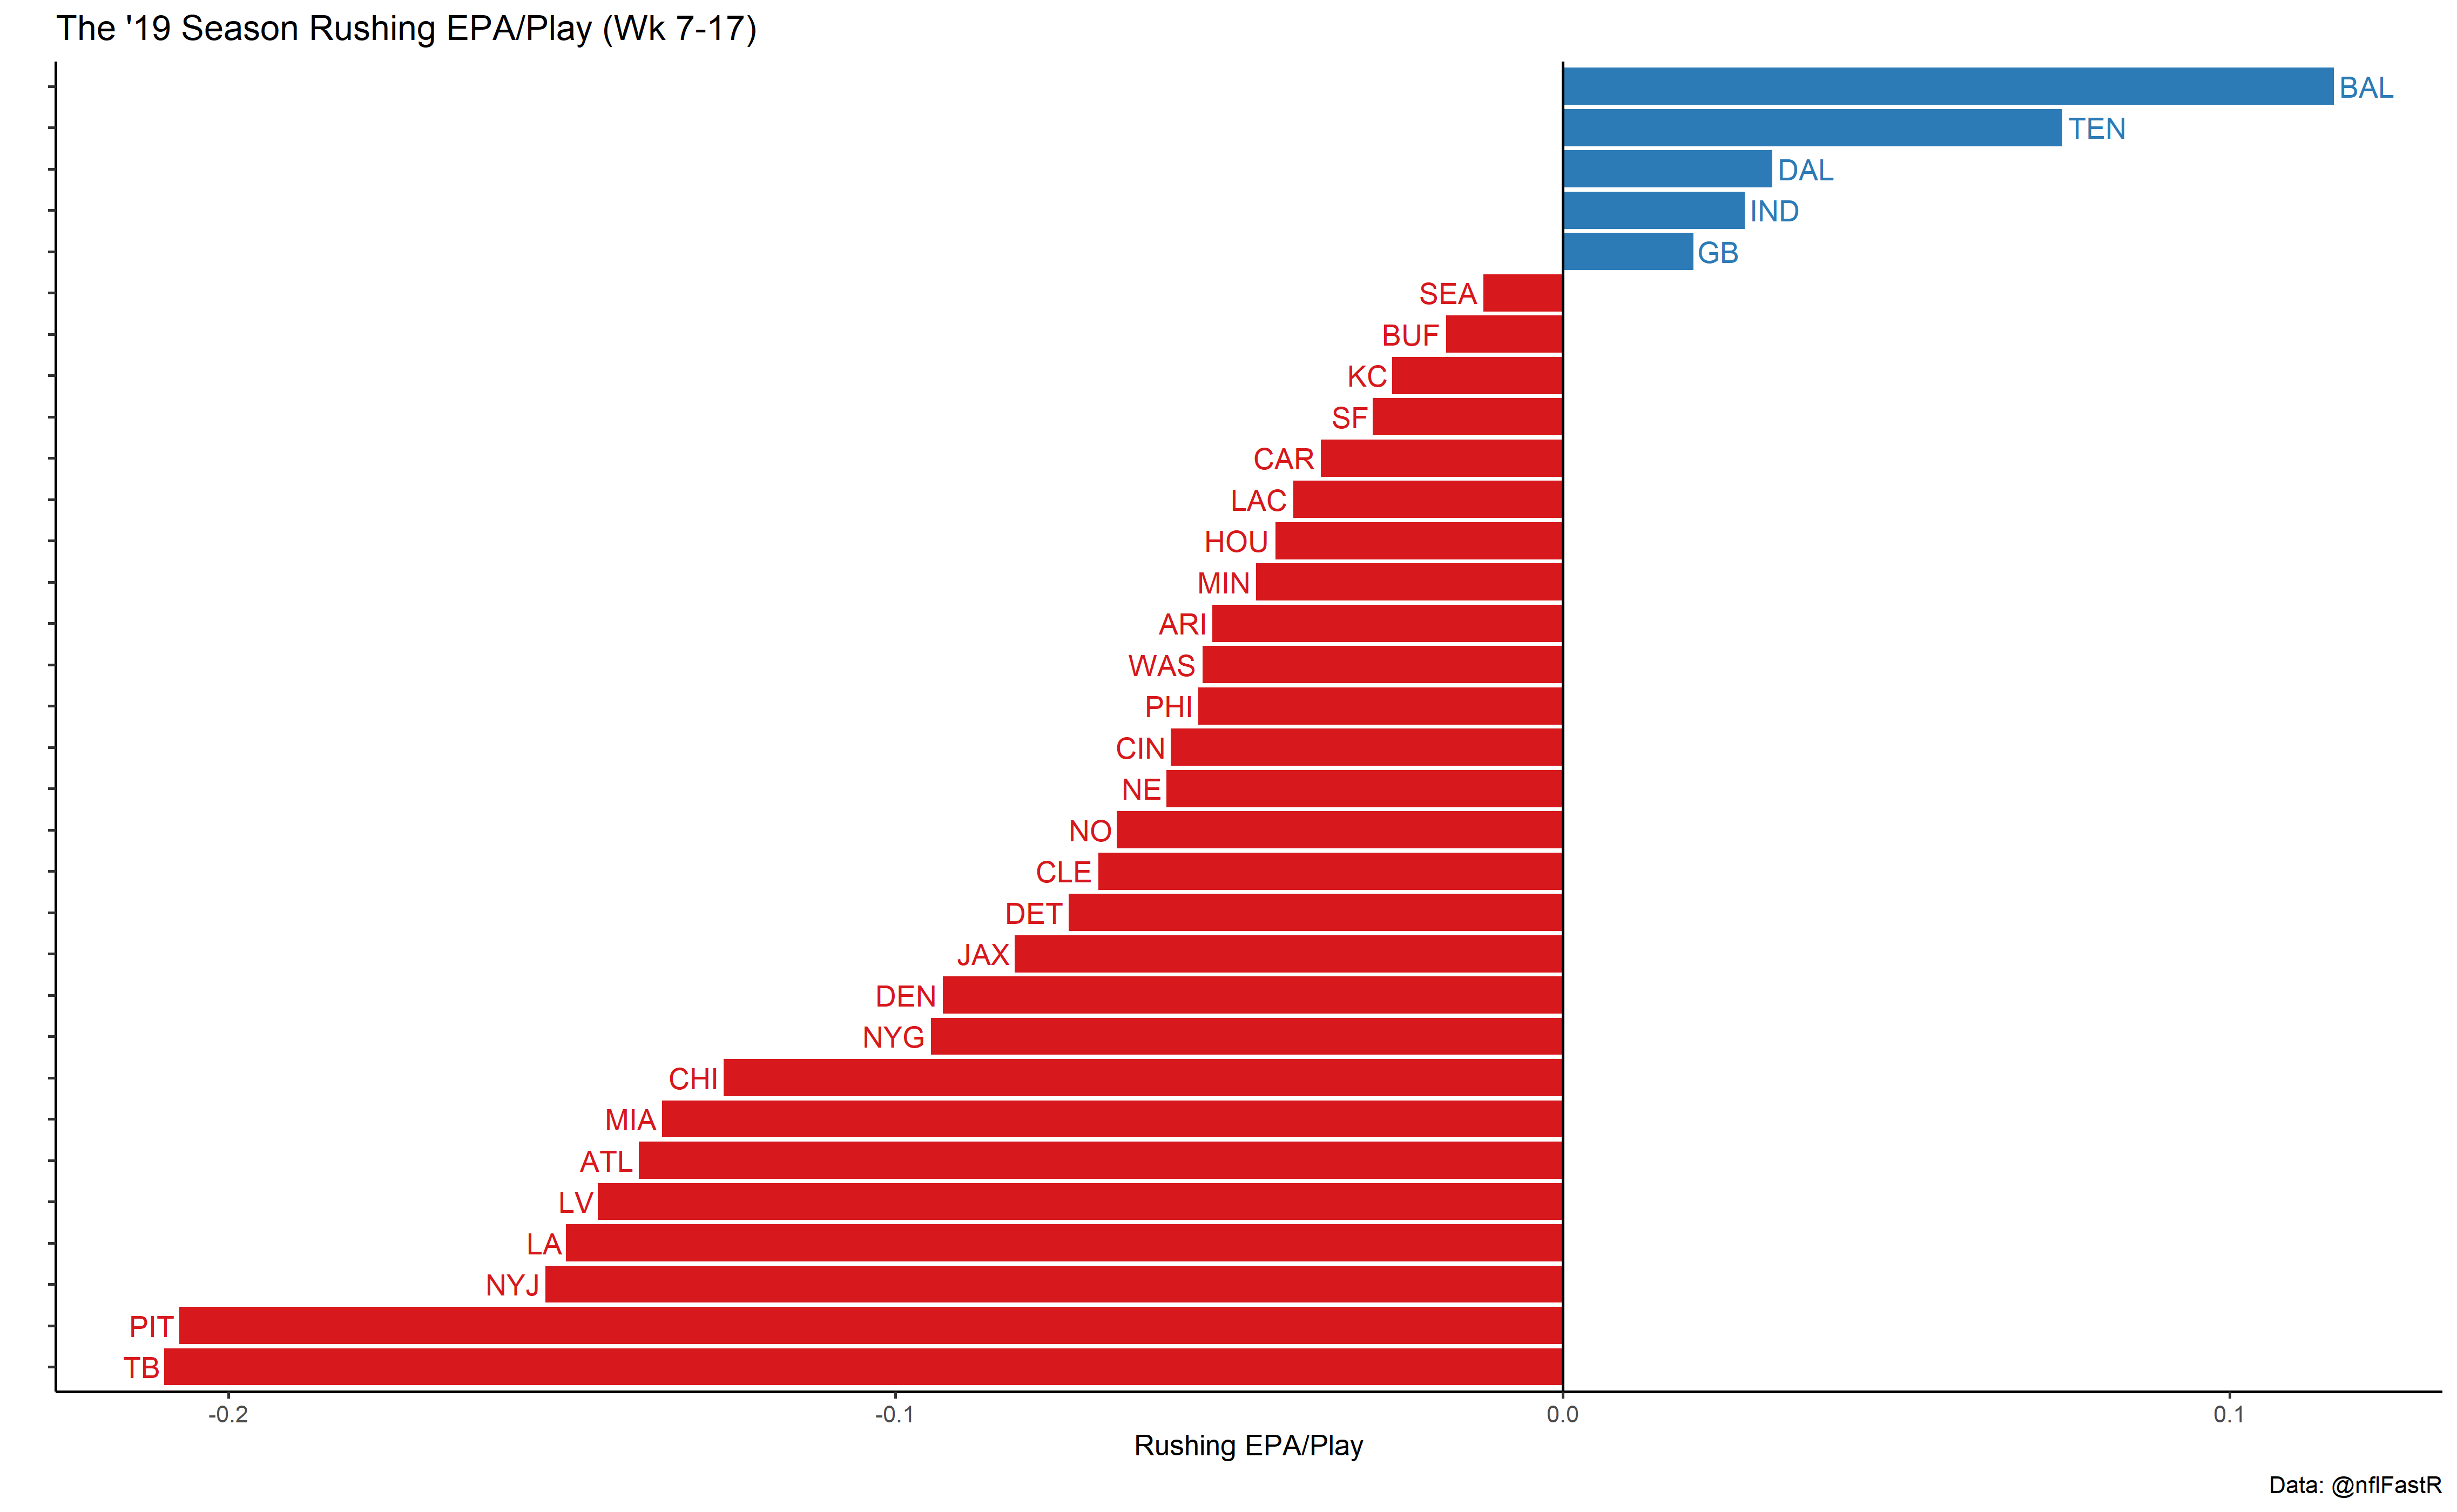 The '19 Season Rushing EPA/Play (Wk 7-17)
BAL
TEN
DAL
IND
GB
SEA
BUF
KC
SF
CAR
LAC
HOU
MIN
ARI
WAS
PHI
CIN
NE
NO
CLE
DET
JAX
DEN
NYG
CHI
MIA
ATL
LV
LA
NYJ
PIT
TB
-0.2 -0.1 0.0 0.1
Rushing EPA/Play
Data: @nflFastR